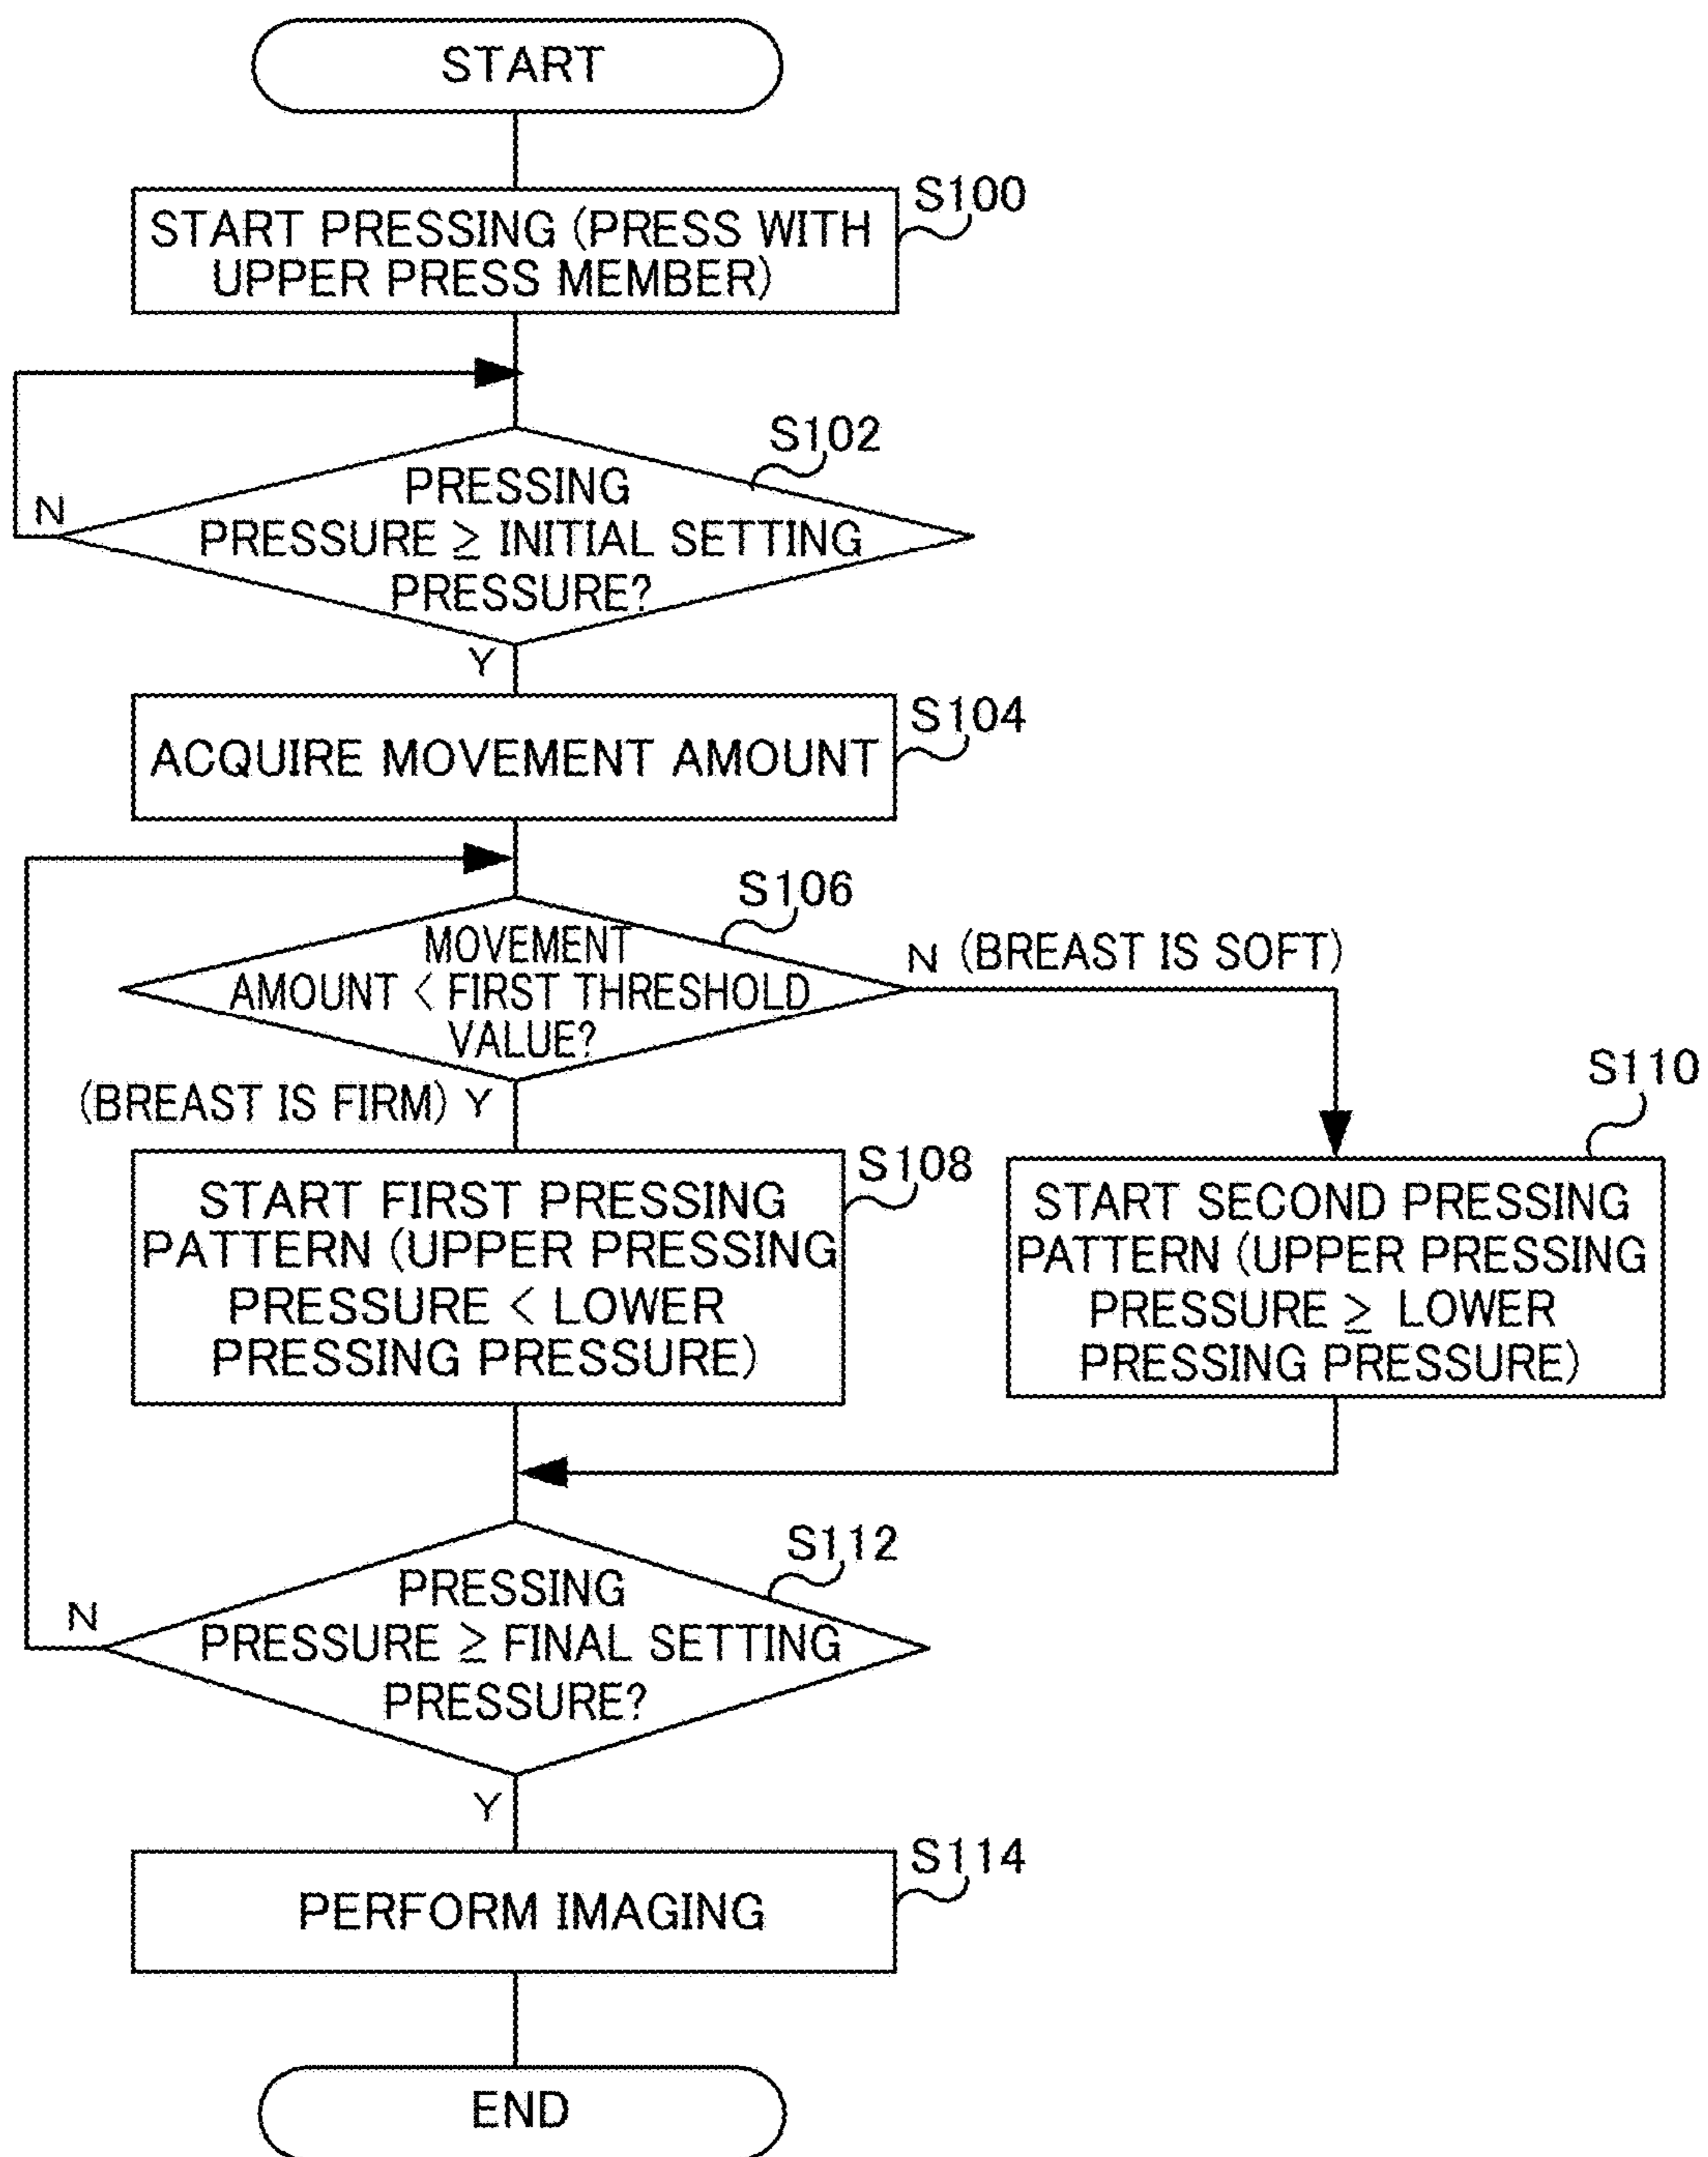 START
S100
START PRESSING (PRESS WITH
UPPER PRESS MEMBER)
S102
PRESSING
PRESSURE ≥ INITIAL SETTING
PRESSURE?
N
Y
S104
ACQUIRE MOVEMENT AMOUNT
S106
MOVEMENT
AMOUNT < FIRST THRESHOLD
VALUE?
N (BREAST IS SOFT)
(BREAST IS FIRM) Y
S108
START FIRST PRESSING
PATTERN (UPPER PRESSING
PRESSURE < LOWER
PRESSING PRESSURE)
S110
START SECOND PRESSING
PATTERN (UPPER PRESSING
PRESSURE ≥ LOWER
PRESSING PRESSURE)
S112
PRESSING
PRESSURE ≥ FINAL SETTING
PRESSURE?
N
Y
S114
PERFORM IMAGING
END